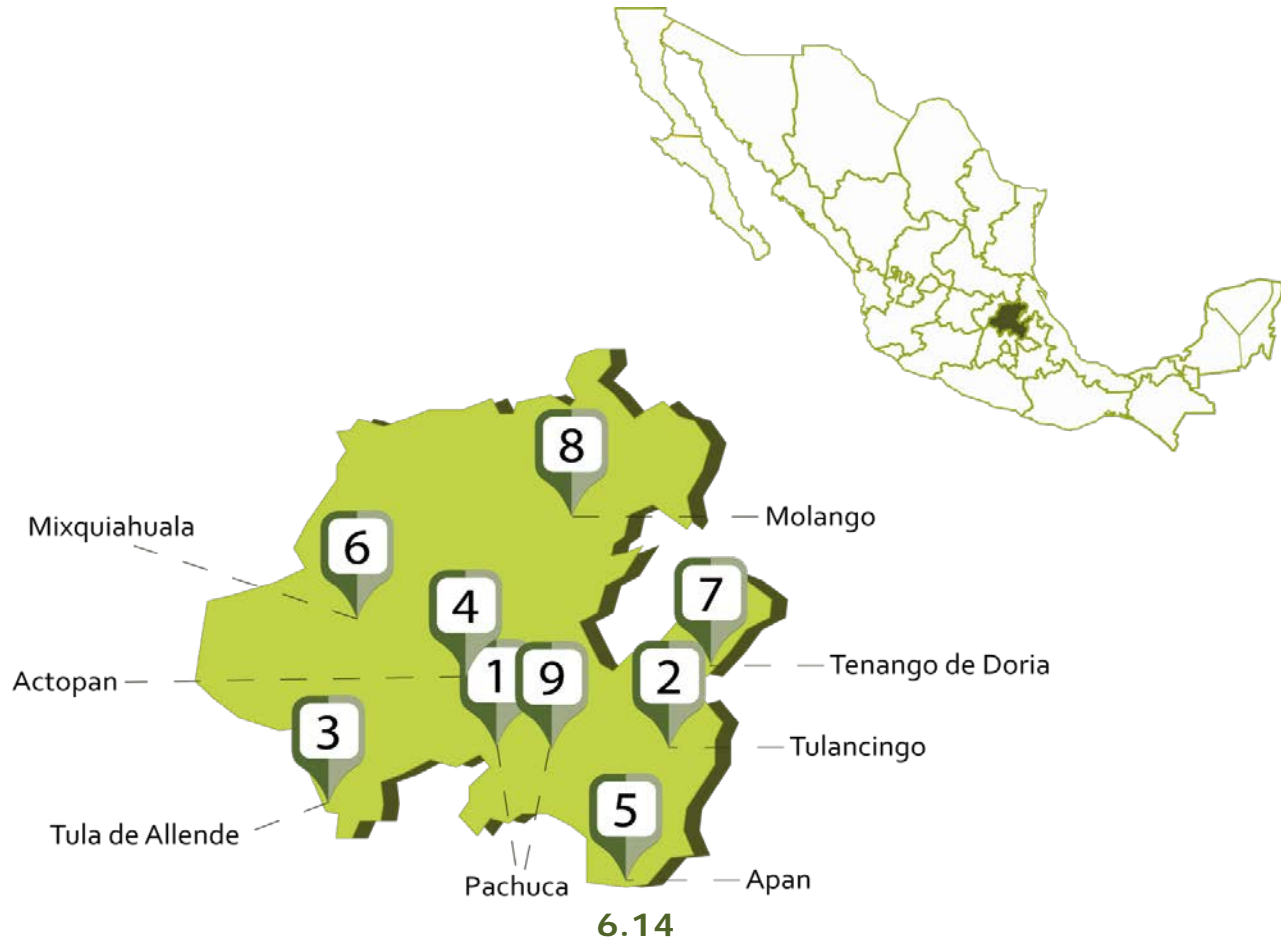 8
Molango
Mixquiahuala
6
7
4
Tenango de Doria
Actopan
1
9
2
3
Tulancingo
5
Tula de Allende
Pachuca
Apan
6.14